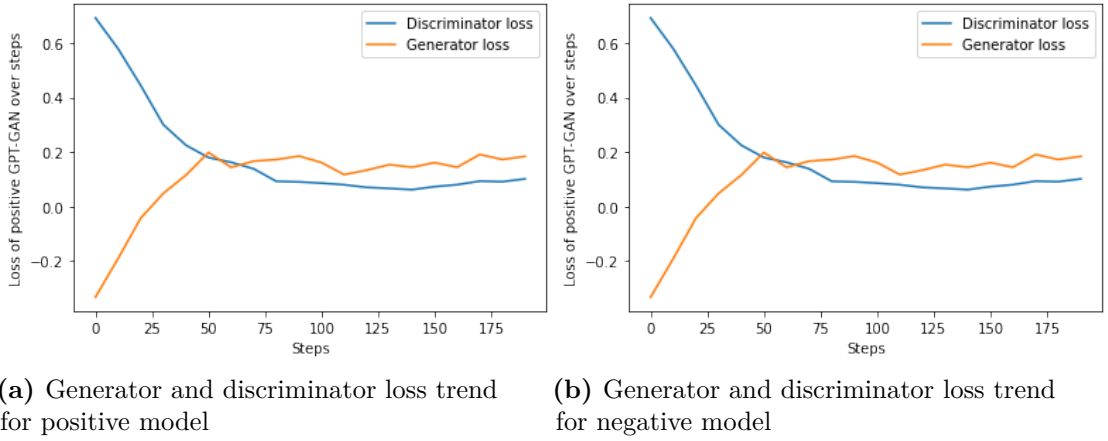 Loss of positive GPT-GAN over steps
0.6
0.4
0.2
0.0
−0.2
Discriminator loss
Generator loss
0
25
50
75
100
125
150
175
Steps
Loss of positive GPT-GAN over steps
0.6
0.4
0.2
0.0
−0.2
Discriminator loss
Generator loss
0
25
50
75
100
125
150
175
Steps
(a) Generator and discriminator loss trend
for positive model
(b) Generator and discriminator loss trend
for negative model